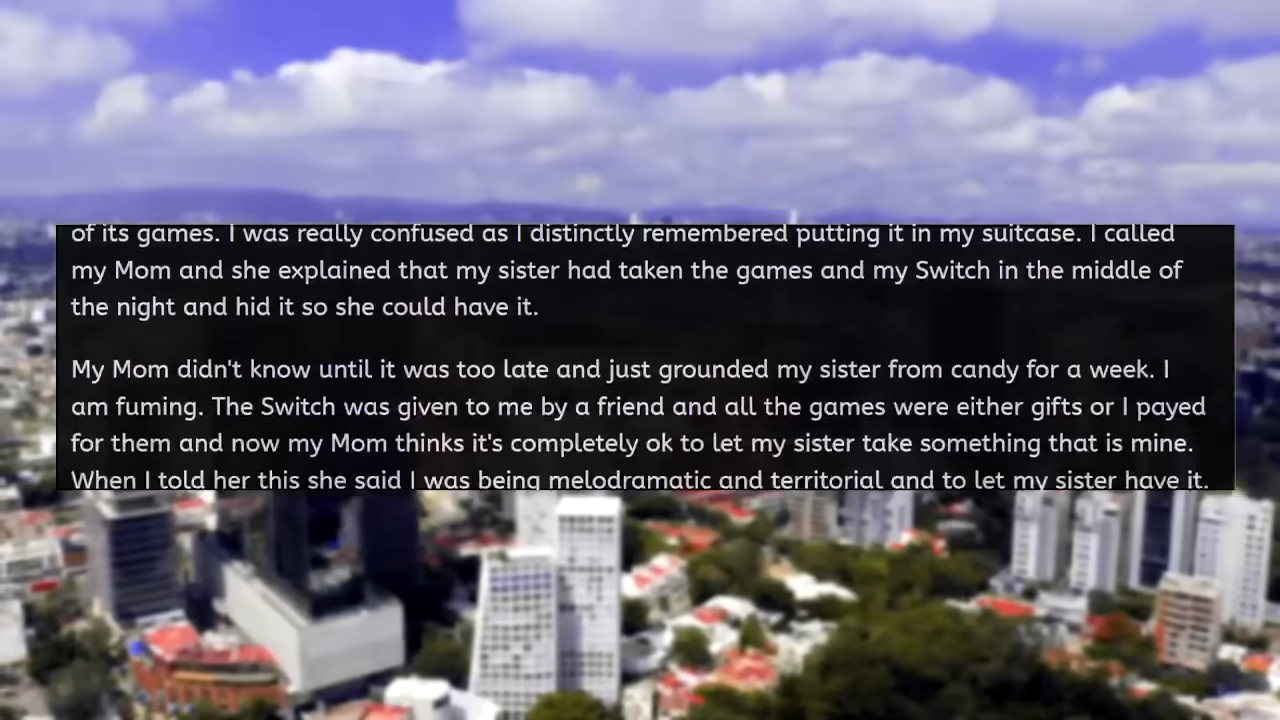 of its games. I was really confused as I distinctly remembered putting it in my suitcase. I called
my Mom and she explained that my sister had taken the games and my Switch in the middle of
the night and hid it so she could have it.
My Mom didn't know until it was too late and just grounded my sister from candy for a week. I
am fuming. The Switch was given to me by a friend and all the games were either gifts or I payed
for them and now my Mom thinks it's completely ok to let my sister take something that is mine.
When I told her this she said I was being melodramatic and territorial and to let my sister have it.